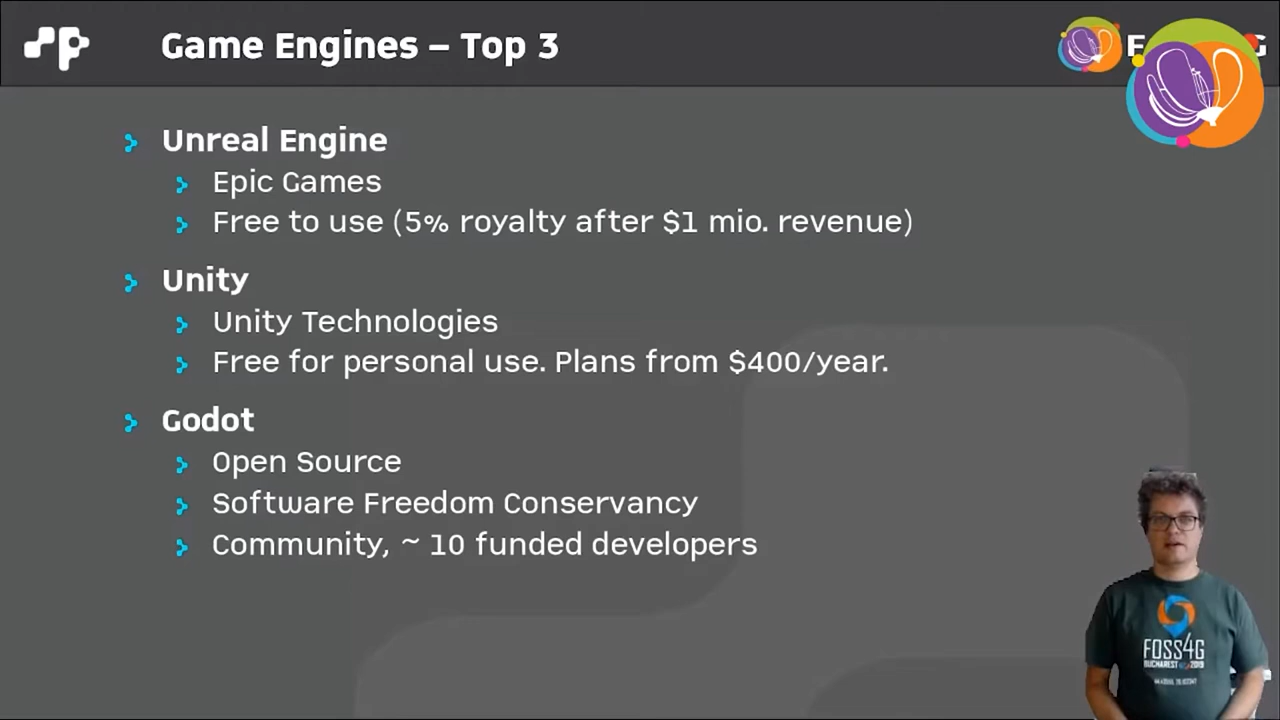 Game Engines – Top 3
Unreal Engine
Epic Games
Free to use (5% royalty after $1 mio. revenue)
Unity
Unity Technologies
Free for personal use. Plans from $400/year.
Godot
Open Source
Software Freedom Conservancy
Community, ~ 10 funded developers
FOSS4G
BUCHAREST 2019